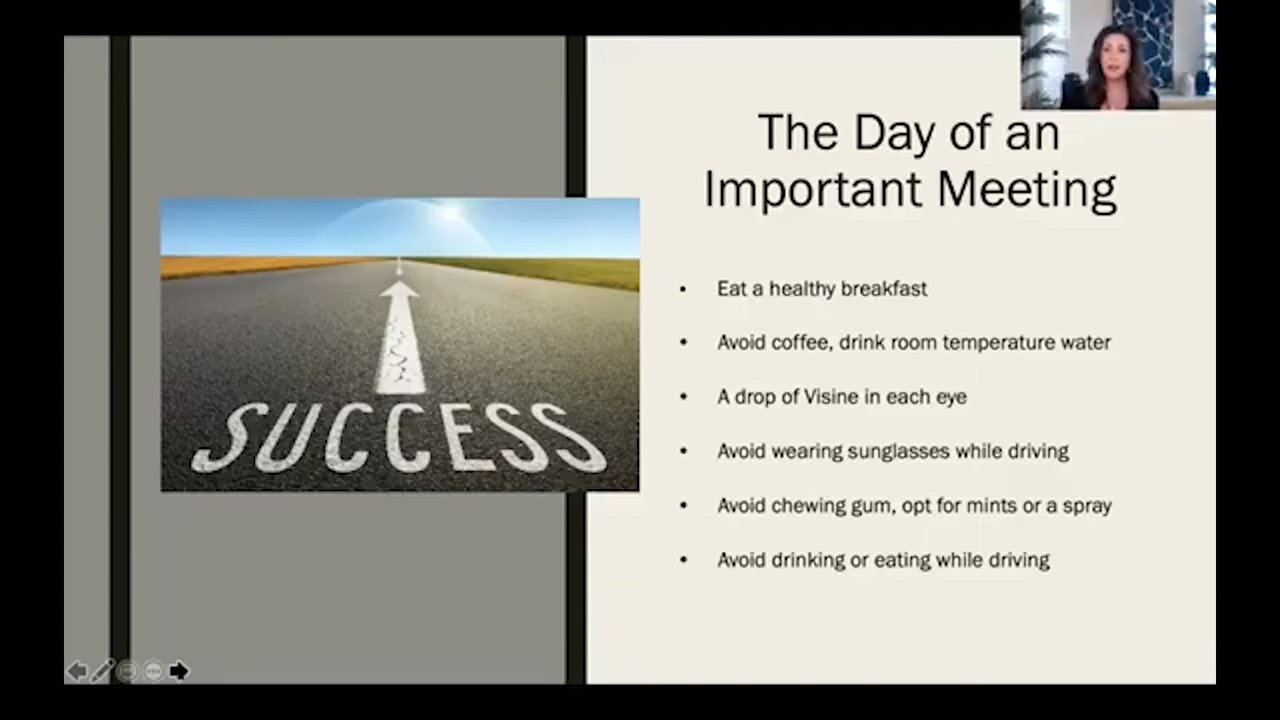 The Day of an
Important Meeting
• Eat a healthy breakfast
• Avoid coffee, drink room temperature water
• A drop of Visine in each eye
• Avoid wearing sunglasses while driving
• Avoid chewing gum, opt for mints or a spray
• Avoid drinking or eating while driving
SUCCESS